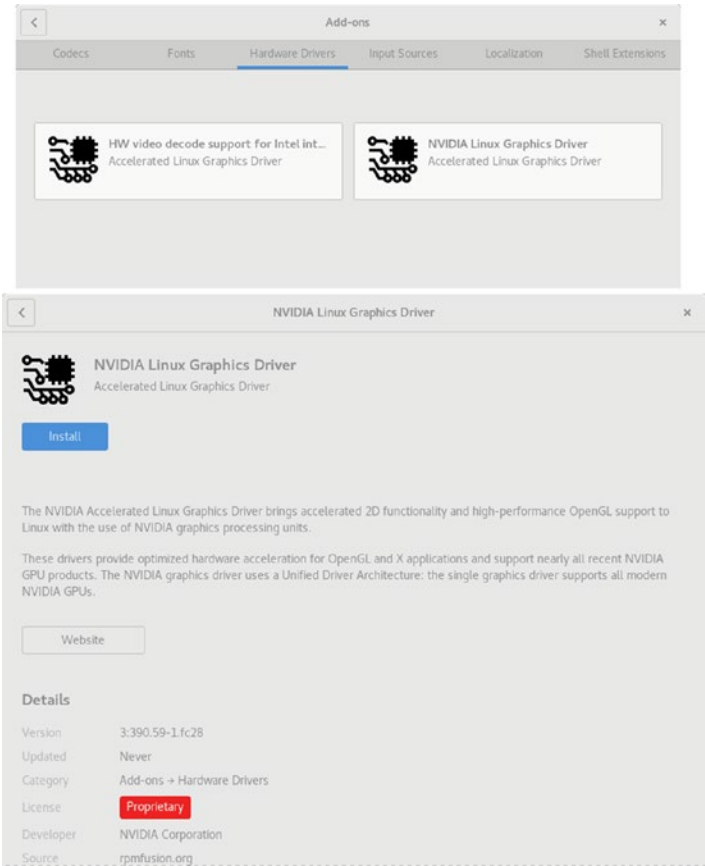 Add-ons
Codecs Fonts Hardware Drivers Input Sources Localization Shell Extensions
HW video decode support for Intel int...
Accelerated Linux Graphics Driver
NVIDIA Linux Graphics Driver
Accelerated Linux Graphics Driver
NVIDIA Linux Graphics Driver
NVIDIA Linux Graphics Driver
Accelerated Linux Graphics Driver
Install
The NVIDIA Accelerated Linux Graphics Driver brings accelerated 2D functionality and high-performance OpenGL support to
Linux with the use of NVIDIA graphics processing units.
These drivers provide optimized hardware acceleration for OpenGL and X applications and support nearly all recent NVIDIA
GPU products. The NVIDIA graphics driver uses a Unified Driver Architecture: the single graphics driver supports all modern
NVIDIA GPUs.
Website
Details
Version 3:390.59-1.fc28
Updated Never
Category Add-ons → Hardware Drivers
License Proprietary
Developer NVIDIA Corporation
Source rpmfusion.org